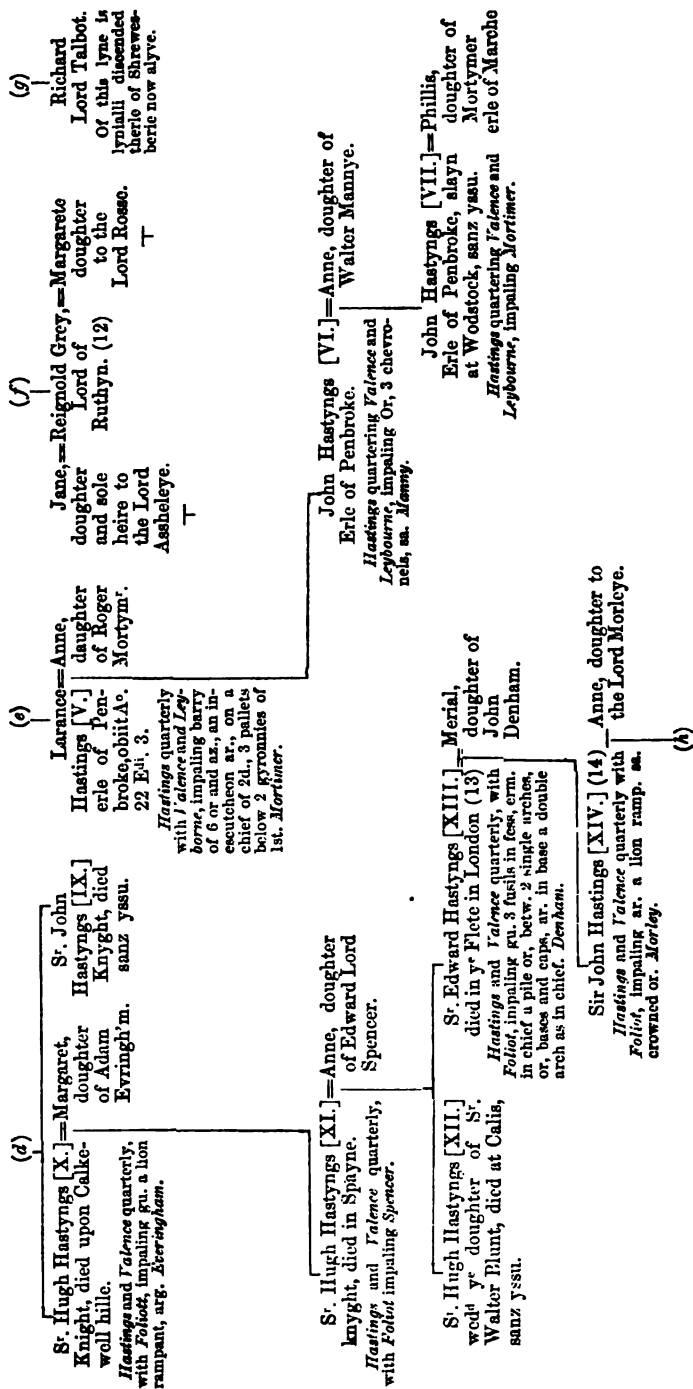 (d)
Sr. Hugh Hastyngs [X.]=Margaret,
Knight, died upon Calke-
well hille.
doughter
of Adam
Evringh'm.
Hastings and Valence quarterly,
with Foliott, impaling gu. a lion
rampant, arg. Everingham.
Sr. John
Hastyngs [IX.]
Knyght, died
sanz yssu.
Sr. Hugh Hastyngs [XI.]=Anne, doughter
knyght, died in Spayne.
of Edward Lord
Spencer.
Hastings and Valence quarterly,
with Foliot impaling Spencer.
Sr. Hugh Hastyngs [XII.]
wedd ye doughter of Sr.
Walter Blunt, died at Calis,
sanz yssu.
Sr. Edward Hastyngs [XIII.]=Merial,
died in ye Flete in London (13)
doughter of
John
Denham.
Hastings and Valence quarterly, with
Foliot, impaling gu. 3 fusils in fess, erm.
in chief a pile or, betw. 2 single arches,
or, bases and caps, ar. in base a double
arch as in chief. Denham.
Sir John Hastings [XIV.] (14) Anne, doughter to
the Lord Morleye.
Hastings and Valence quarterly with
Foliot, impaling ar. a lion ramp. sa.
crowned or. Morley.
(h)
(e)
Larance=Anne,
Hastings [V.]
erle of Pen-
broke, obiit Ao.
22 Edi. 3.
daughter
of Roger
Mortymr.
Hastings quarterly
with Valence and Ley-
borne, impaling barry
of 6 or and az., an in-
escutcheon ar., on a
chief of 2d., 3 pallets
below 2 gyronnies of
1st. Mortimer.
John Hastyngs [VI.]=Anne, doughter of
Erle of Penbroke.
Walter Mannye.
Hastings quartering Valence and
Leybourne, impaling Or, 3 chevro-
nels, sa. Manny.
John Hastyngs [VII.]=Phillis,
Erle of Penbroke, slayn
at Wodstock, sanz yssu.
doughter of
Mortymer
erle of Marche
Hastings quartering Valence and
Leybourne, impaling Mortimer.
(f)
Jane,=Reignold Grey,=Margarete
doughter
and sole
heire to
the Lord
Assheleye.
Lord of
Ruthyn. (12)
doughter
to the
Lord Rosse.
(g)
Richard
Lord Talbot.
Of this lyne is
lynialli discended
therle of Shrewes-
berie now alyve.